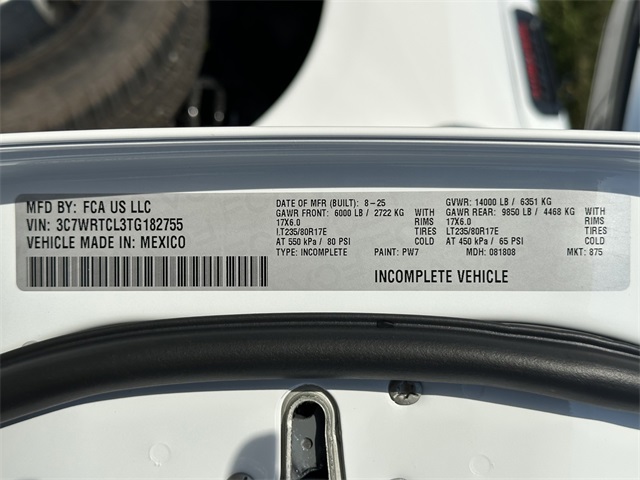 MFD BY: FCA US LLC
VIN: 3C7WRTCL3TG182755
VEHICLE MADE IN: MEXICO
DATE OF MFR (BUILT): 8-25
GAWR FRONT: 6000 LB / 2722 KG WITH
17X6.0 RIMS
LT235/80R17E TIRES
AT 550 kPa / 80 PSI COLD
TYPE: INCOMPLETE PAINT: PW7
GVWR: 14000 LB / 6351 KG
GAWR REAR: 9850 LB / 4468 KG WITH
17X6.0 RIMS
LT235/80R17E TIRES
AT 450 kPa / 65 PSI COLD
MDH: 081808 MKT: 875
INCOMPLETE VEHICLE